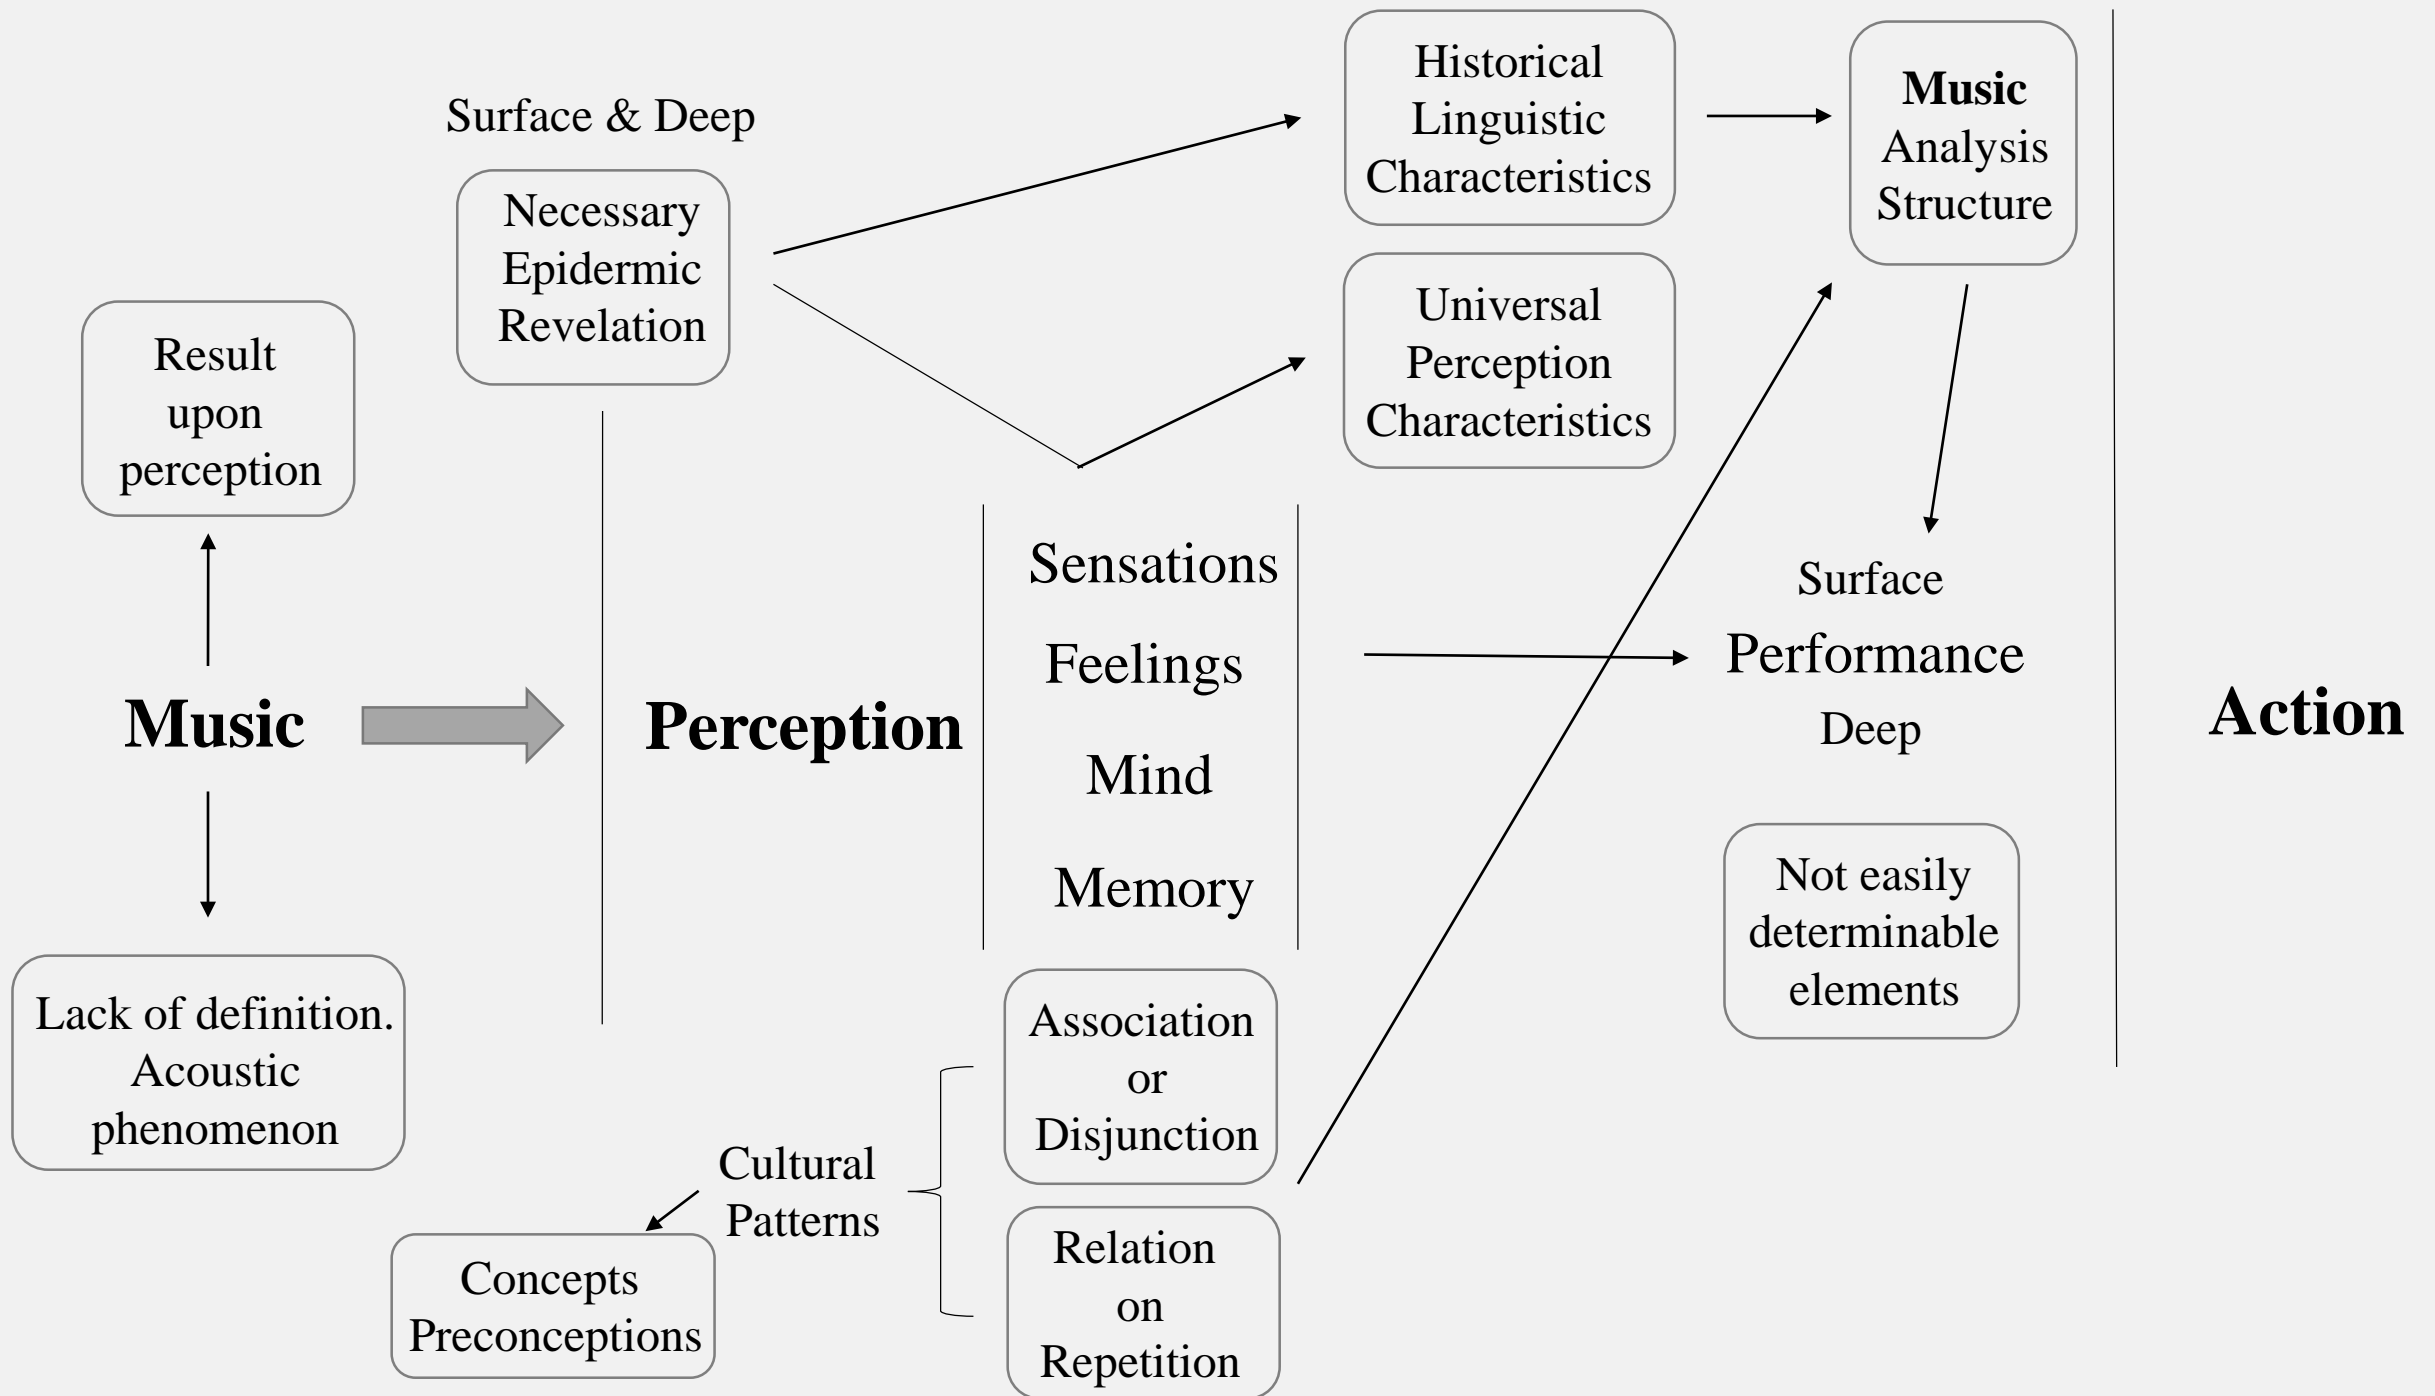 Surface & Deep
Necessary
Epidermic
Revelation
Result
upon
perception
Music
Lack of definition.
Acoustic
phenomenon
Perception
Cultural
Patterns
Concepts
Preconceptions
Sensations
Feelings
Mind
Memory
Association
or
Disjunction
Relation
on
Repetition
Historical
Linguistic
Characteristics
Universal
Perception
Characteristics
Music
Analysis
Structure
Surface
Performance
Deep
Not easily
determinable
elements
Action